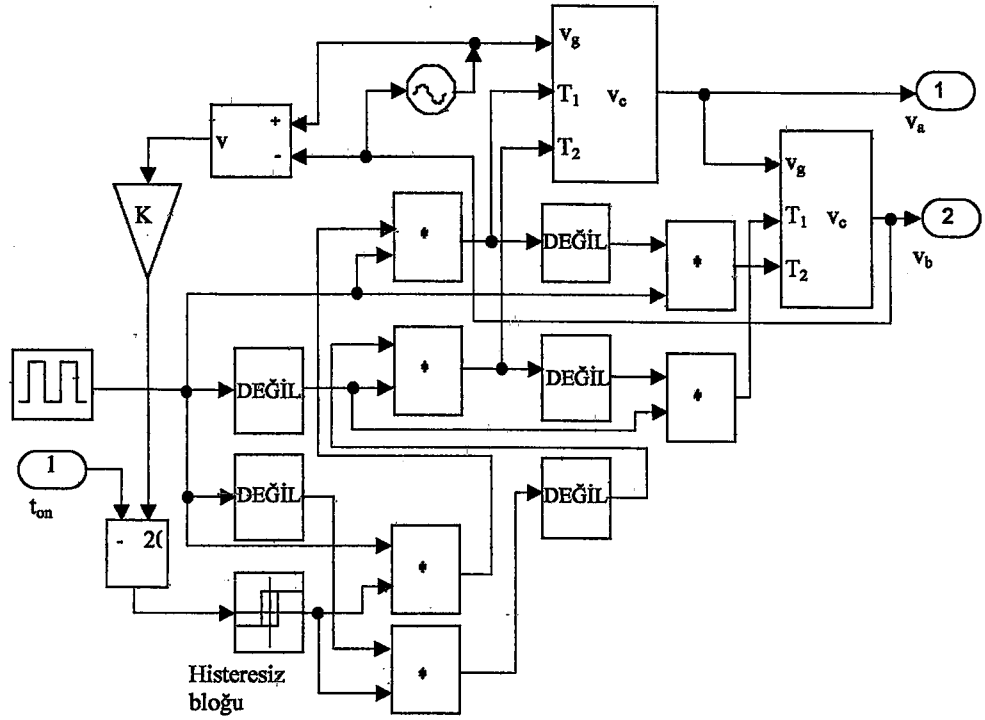 v_g
T_1 v_c
T_2
1
v_a
+
v
-
K
v_g
T_1 v_c
T_2
2
v_b
*
DEĞİL
*
DEĞİL
*
DEĞİL
*
1
t_on
- 2(
DEĞİL
DEĞİL
*
*
Histeresiz
bloğu